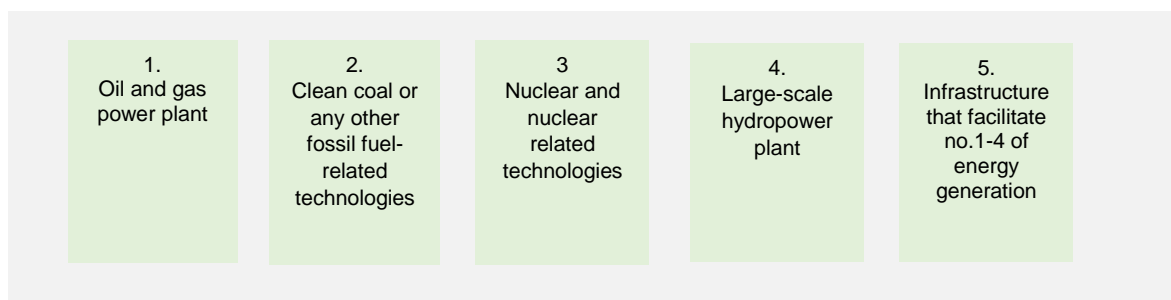 1.
Oil and gas
power plant
2.
Clean coal or
any other
fossil fuel-
related
technologies
3
Nuclear and
nuclear
related
technologies
4.
Large-scale
hydropower
plant
5.
Infrastructure
that facilitate
no.1-4 of
energy
generation